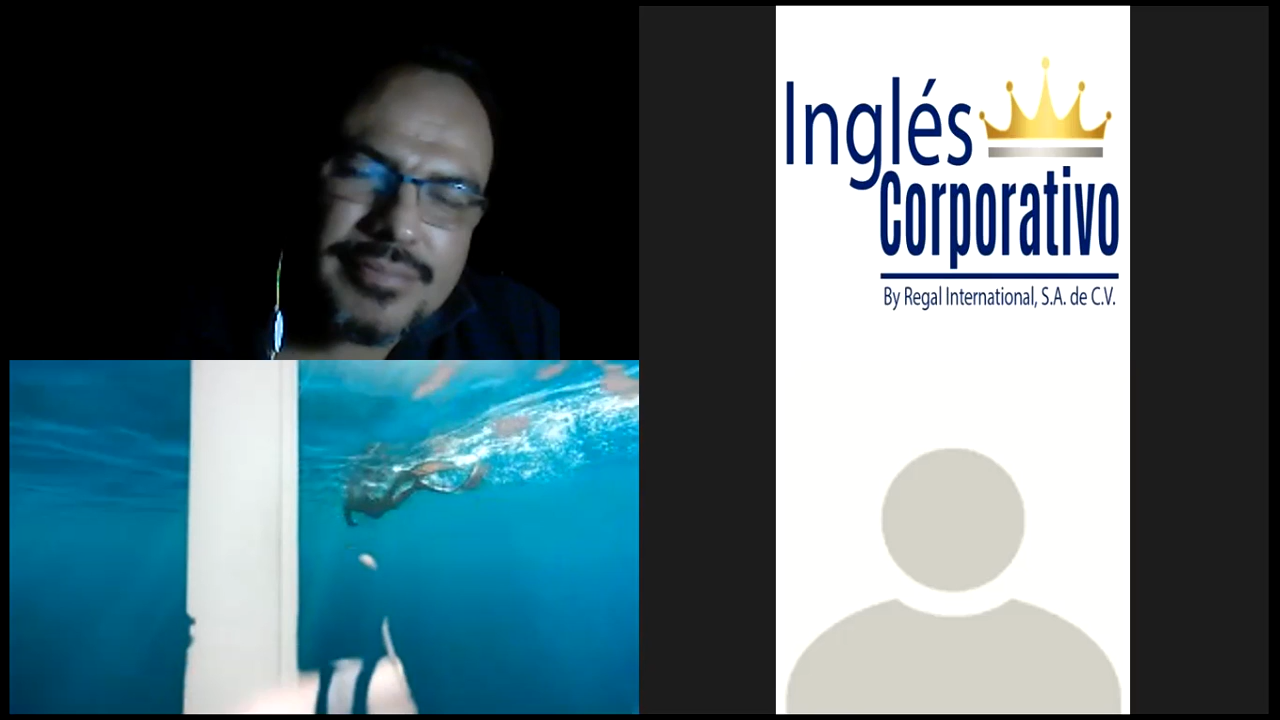 Inglés
Corporativo
By Regal International, S.A. de C.V.